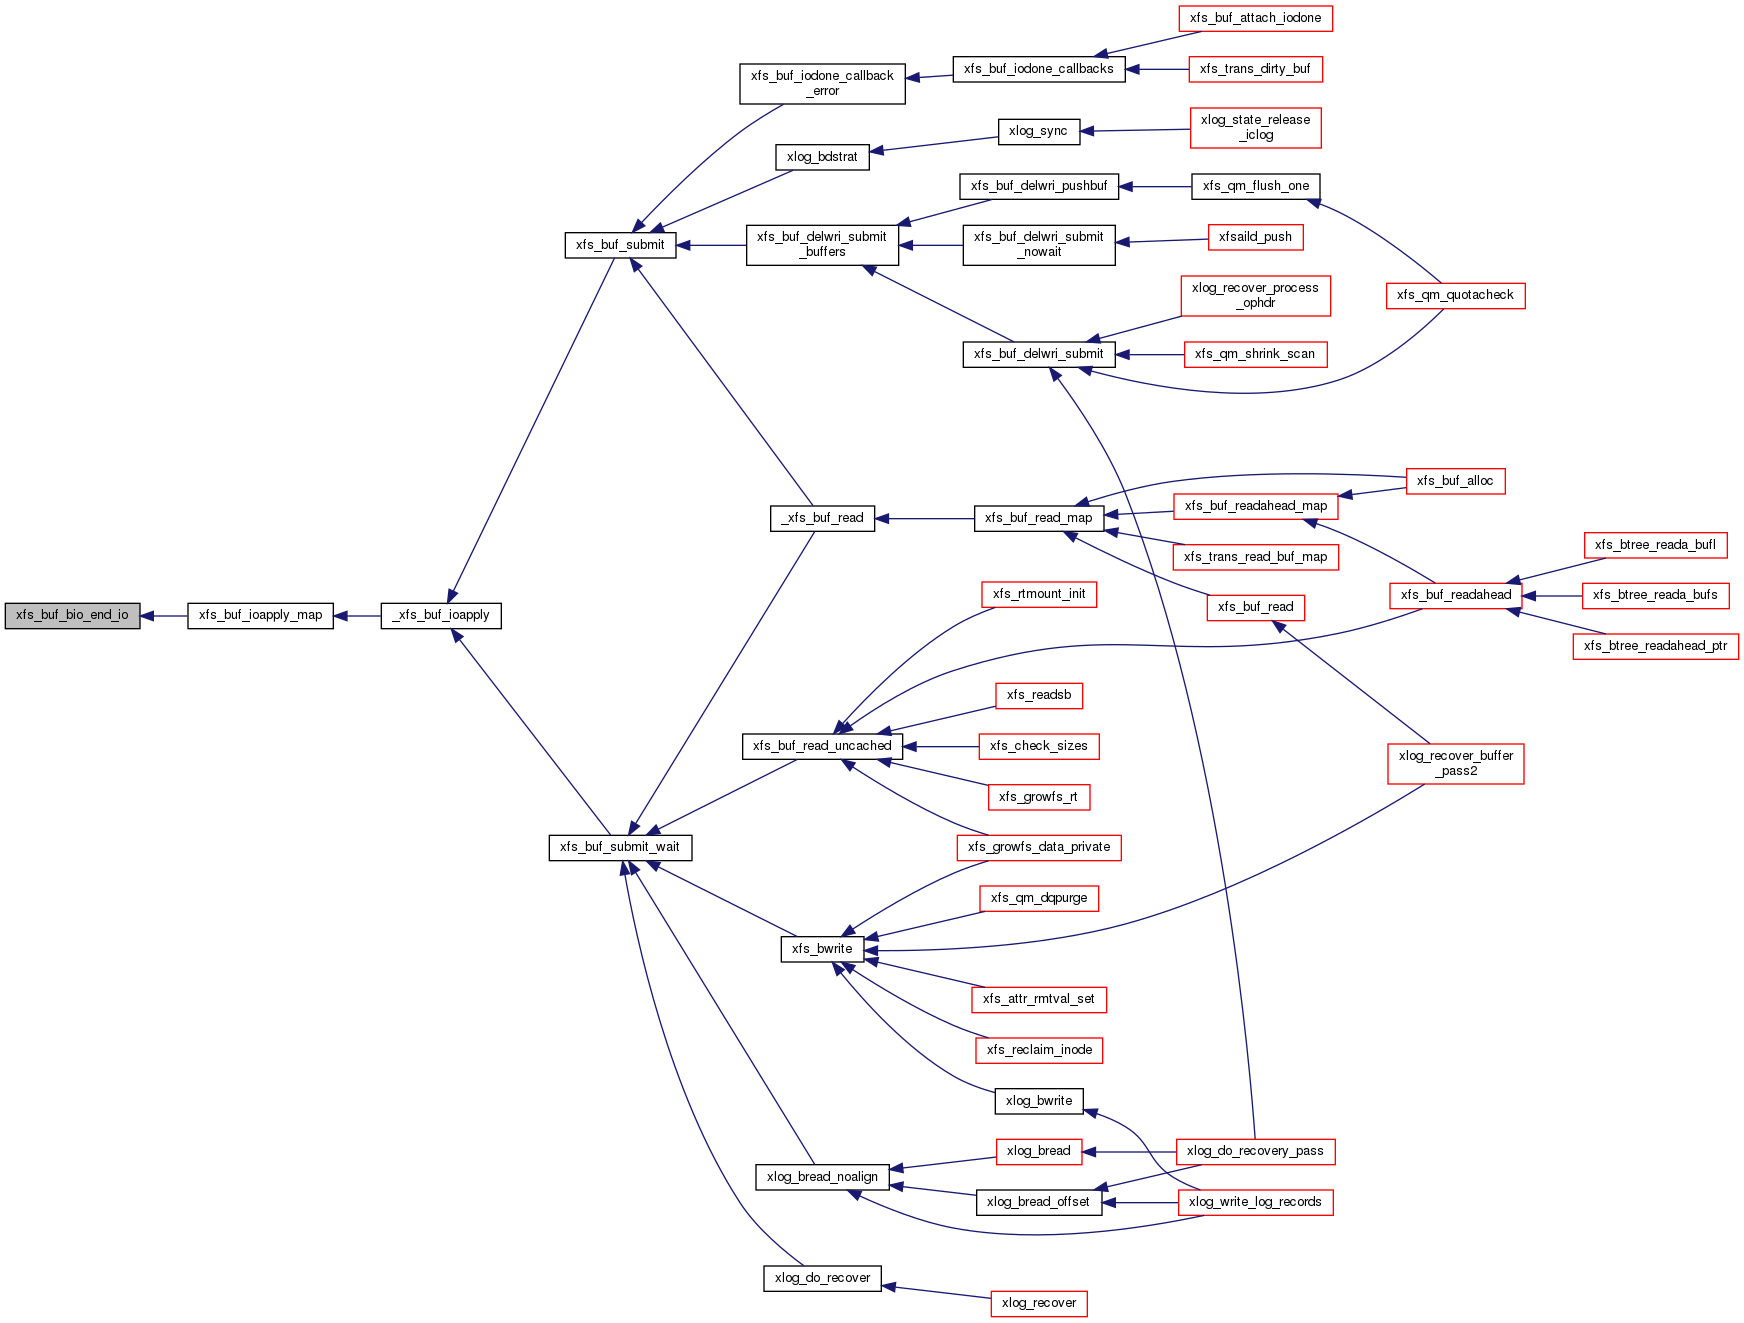 xfs_buf_attach_iodone
xfs_buf_iodone_callbacks
xfs_trans_dirty_buf
xfs_buf_iodone_callback
_error
xlog_state_release
_iclog
xlog_sync
xlog_bdstrat
xfs_buf_delwri_pushbuf
xfs_qm_flush_one
xfs_buf_submit
xfs_buf_delwri_submit
_buffers
xfs_buf_delwri_submit
_nowait
xfsaild_push
xlog_recover_process
_ophdr
xfs_qm_quotacheck
xfs_buf_delwri_submit
xfs_qm_shrink_scan
xfs_buf_alloc
xfs_buf_readahead_map
_xfs_buf_read
xfs_buf_read_map
xfs_trans_read_buf_map
xfs_btree_reada_bufl
xfs_rtmount_init
xfs_buf_readahead
xfs_btree_reada_bufs
xfs_buf_read
xfs_buf_bio_end_io
xfs_buf_ioapply_map
_xfs_buf_ioapply
xfs_btree_readahead_ptr
xfs_readsb
xfs_buf_read_uncached
xfs_check_sizes
xlog_recover_buffer
_pass2
xfs_growfs_rt
xfs_buf_submit_wait
xfs_growfs_data_private
xfs_qm_dqpurge
xfs_bwrite
xfs_attr_rmtval_set
xfs_reclaim_inode
xlog_bwrite
xlog_bread
xlog_do_recovery_pass
xlog_bread_noalign
xlog_bread_offset
xlog_write_log_records
xlog_do_recover
xlog_recover